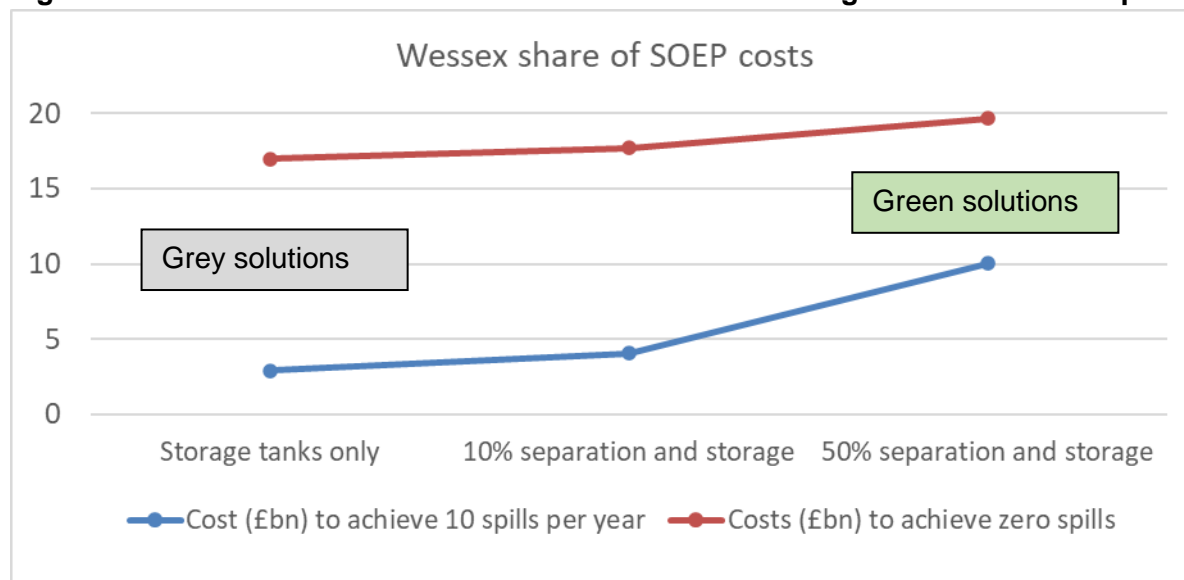 Wessex share of SOEP costs
20
15
Green solutions
Grey solutions
10
5
0
Storage tanks only 10% separation and storage 50% separation and storage
Cost (£bn) to achieve 10 spills per year Costs (£bn) to achieve zero spills